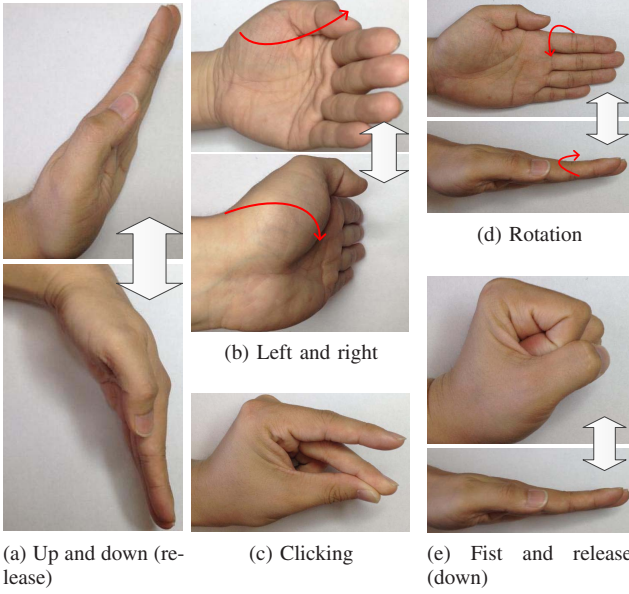 (a) Up and down (re-
lease)
(b) Left and right
(c) Clicking
(d) Rotation
(e) Fist and release
(down)